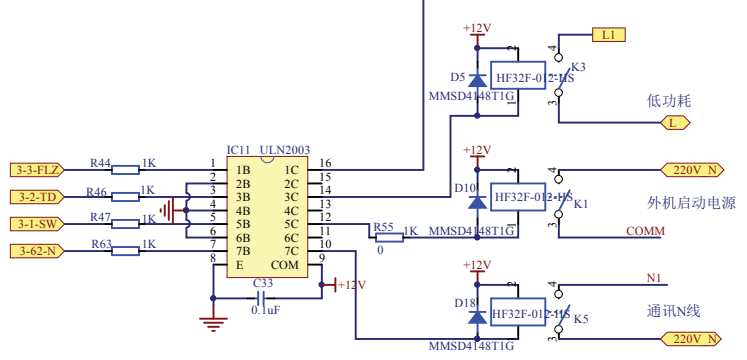 +12V
L1
2
4
D5
HF32F-012-HS
K3
MMSD4148T1G
1
3
低功耗
L
IC11 ULN2003
+12V
3-3-FLZ
R44
1K
1
1B
1C
16
2
4
220V_N
2
2B
2C
15
D10
HF32F-012-HS
3-2-TD
R46
1K
3
3B
3C
14
K1
外机启动电源
4
4B
4C
13
3-1-SW
R47
1K
5
5B
5C
12
R55
1K
MMSD4148T1G
1
3
COMM
6
6B
6C
11
0
3-62-N
R63
1K
7
7B
7C
10
8
E
COM
9
+12V
C33
+12V
2
4
N1
0.1uF
D18
HF32F-012-HS
K5
通讯N线
MMSD4148T1G
1
3
220V_N